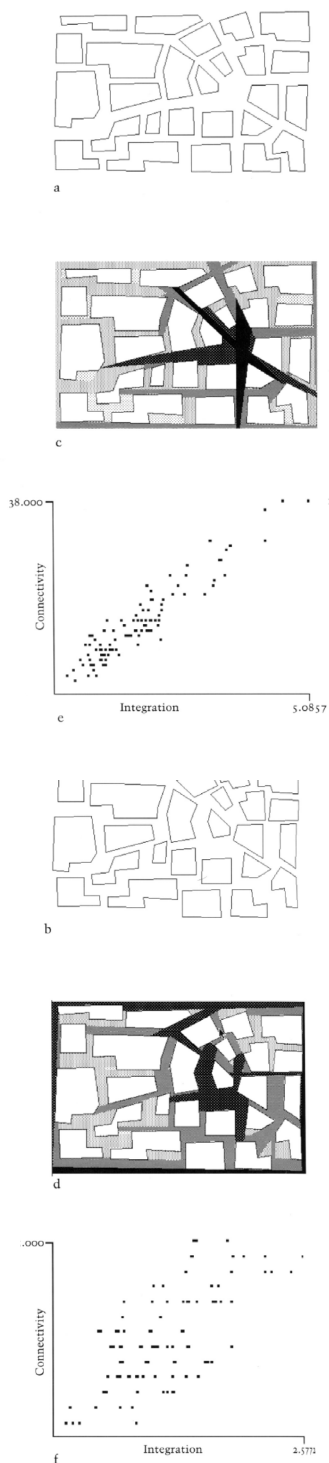 a
c
38.000
Connectivity
Integration
5.0857
e
b
d
.000
Connectivity
Integration
2.5771
f